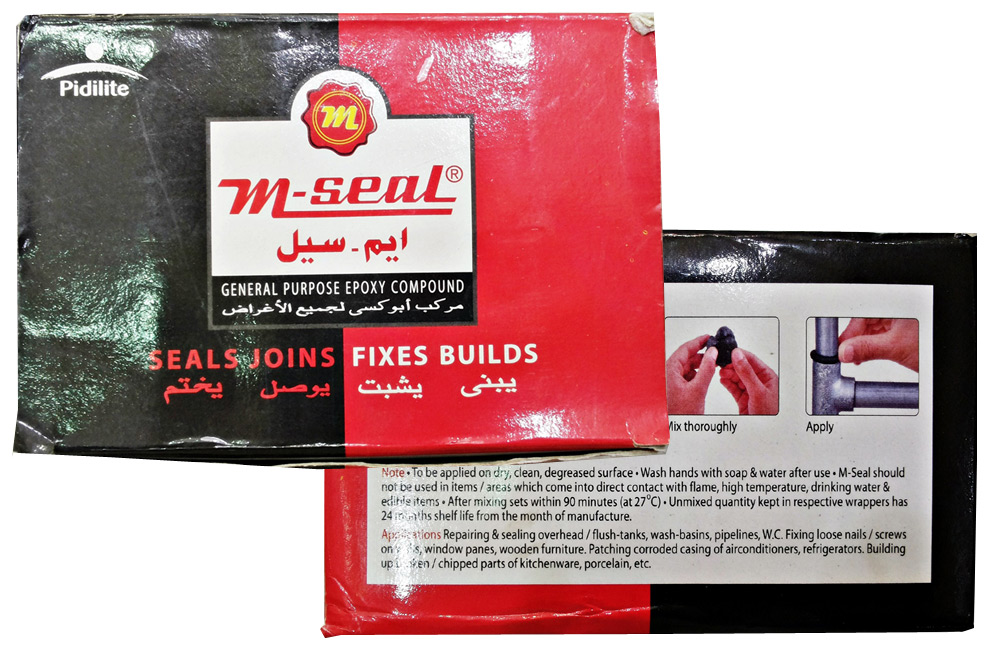 Pidilite
m
m-seal®
ايم - سيل
GENERAL PURPOSE EPOXY COMPOUND
مركب أبوكسى لجميع الأغراض
SEALS JOINS FIXES BUILDS
يختم يوصل يشبت يبنى
thoroughly
Apply
Note • To be applied on dry, clean, degreased surface • Wash hands with soap & water after use • M-Seal should
not be used in items / areas which come into direct contact with flame, high temperature, drinking water &
edible items • After mixing sets within 90 minutes (at 27°C) • Unmixed quantity kept in respective wrappers has
24 months shelf life from the month of manufacture.
Applications Repairing & sealing overhead / flush-tanks, wash-basins, pipelines, W.C. Fixing loose nails / screws
window panes, wooden furniture. Patching corroded casing of airconditioners, refrigerators. Building
up broken / chipped parts of kitchenware, porcelain, etc.